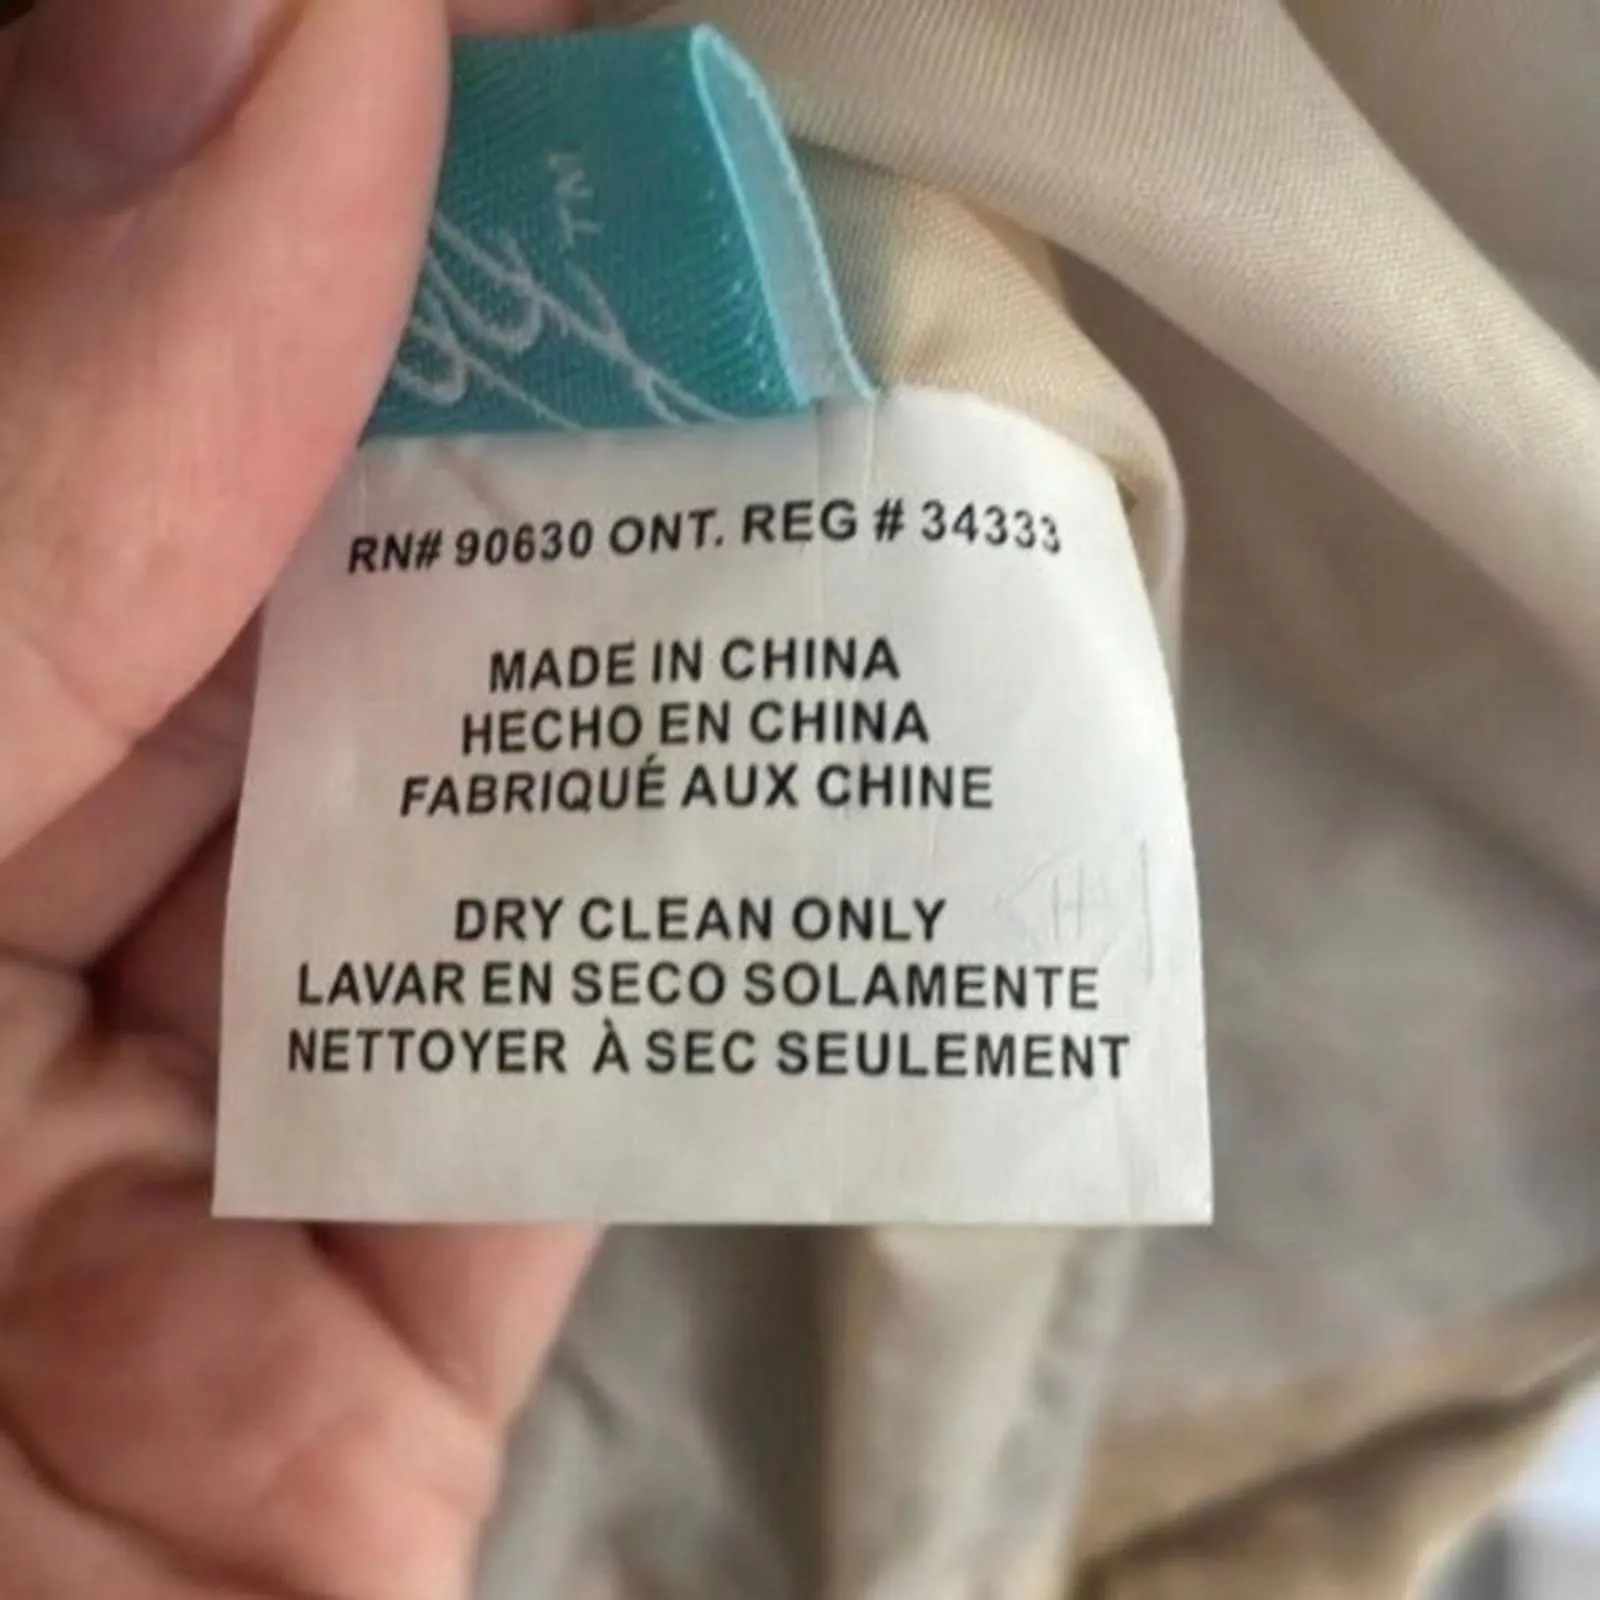 TM
RN# 90630 ONT. REG # 34333
MADE IN CHINA
HECHO EN CHINA
FABRIQUÉ AUX CHINE
DRY CLEAN ONLY
LAVAR EN SECO SOLAMENTE
NETTOYER À SEC SEULEMENT